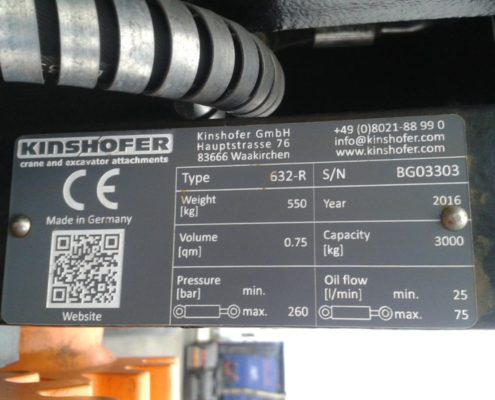 KINSHOFER
crane and excavator attachments
Kinshofer GmbH
Hauptstrasse 76
83666 Waakirchen
+49 (0)8021-88 99 0
info@kinshofer.com
www.kinshofer.com
CE
Made in Germany
Website
Type 632-R S/N BG03303
Weight [kg] 550 Year 2016
Volume [qm] 0.75 Capacity [kg] 3000
Pressure [bar] min. Oil flow [l/min] min. 25
max. 260 max. 75